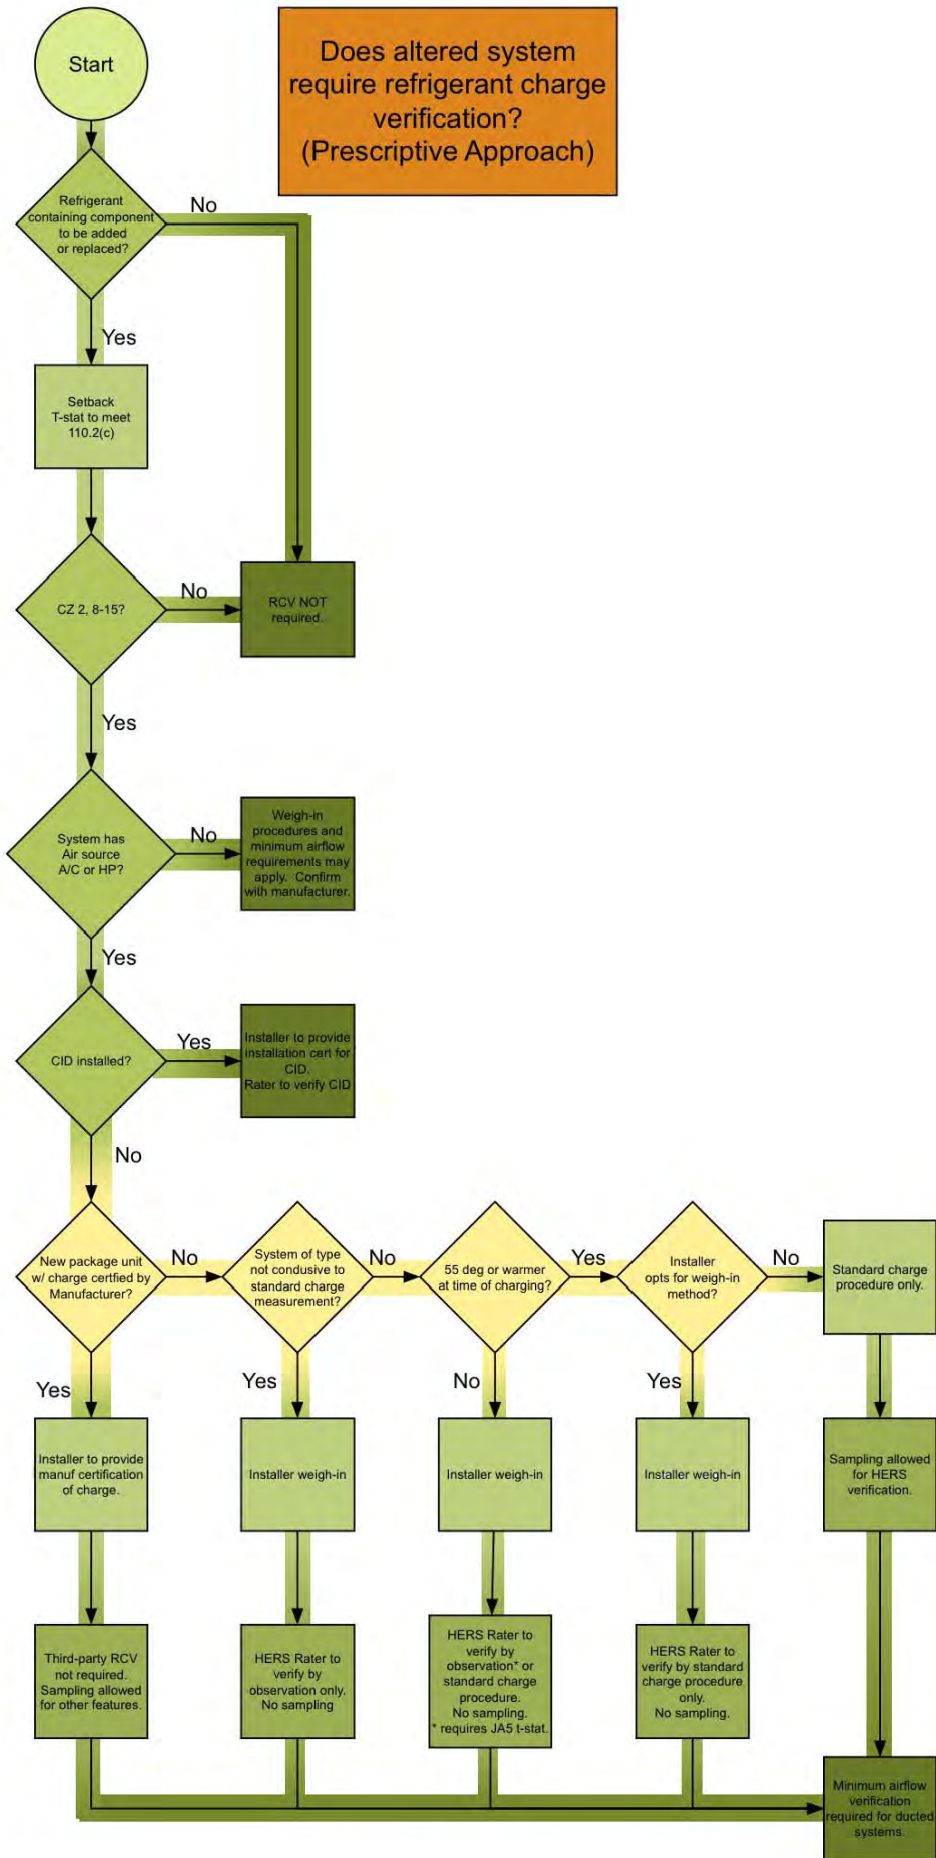 Start
Does altered system
require refrigerant charge
verification?
(Prescriptive Approach)
Refrigerant
containing component
to be added
or replaced?
No
Yes
Setback
T-stat to meet
110.2(c)
CZ 2, 8-15?
No
RCV NOT
required.
Yes
System has
Air source
A/C or HP?
No
Weigh-in
procedures and
minimum airflow
requirements may
apply. Confirm
with manufacturer.
Yes
CID installed?
Yes
Installer to provide
installation cert for
CID.
Rater to verify CID
No
New package unit
w/ charge certfied by
Manufacturer?
No
System of type
not condusive to
standard charge
measurement?
No
55 deg or warmer
at time of charging?
Yes
Installer
opts for weigh-in
method?
No
Standard charge
procedure only.
Yes
Yes
No
Yes
Installer to provide
manuf certification
of charge.
Installer weigh-in
Installer weigh-in
Installer weigh-in
Sampling allowed
for HERS
verification.
Third-party RCV
not required.
Sampling allowed
for other features.
HERS Rater to
verify by
observation only.
No sampling
HERS Rater to
verify by
observation* or
standard charge
procedure.
No sampling.
* requires JA5 t-stat.
HERS Rater to
verify by standard
charge procedure
only.
No sampling.
Minimum airflow
verification
required for ducted
systems.